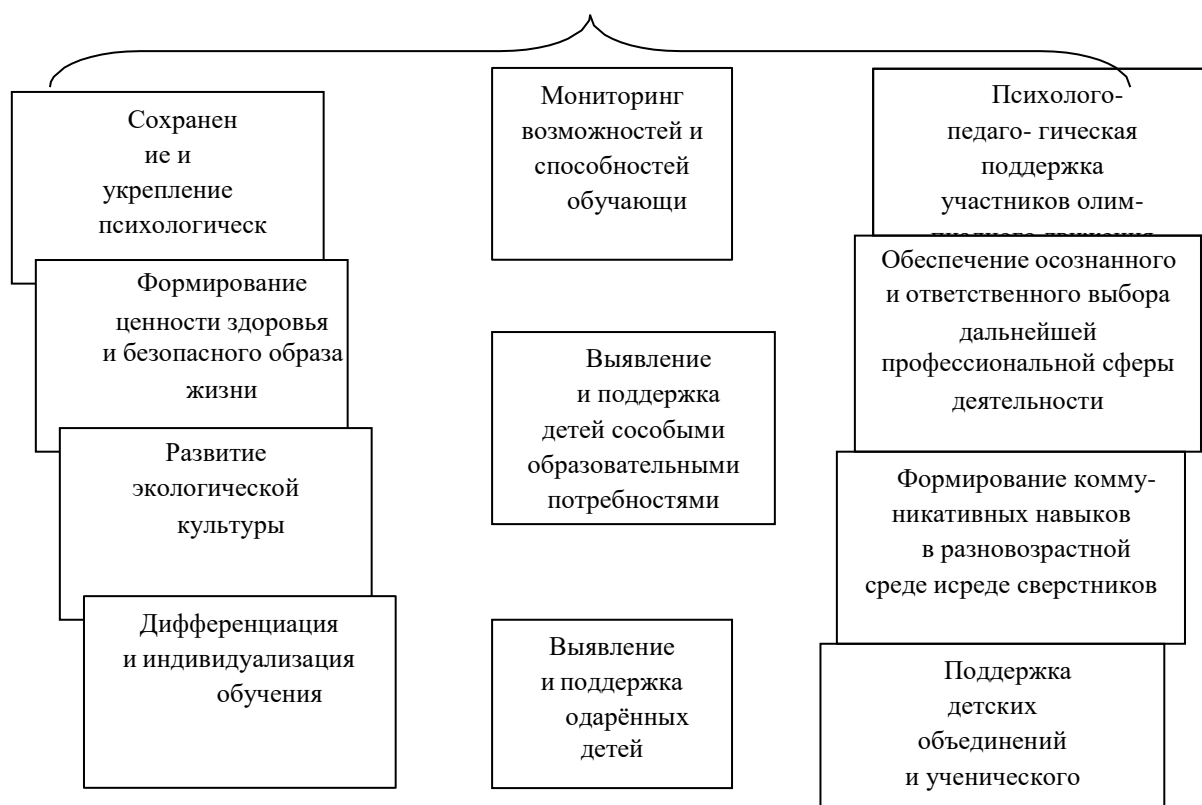 Сохранен
ие и
укрепление
психологическ
Формирование
ценности здоровья
и безопасного образа
жизни
Развитие
экологической
культуры
Дифференциация
и индивидуализация
обучения
Мониторинг
возможностей и
способностей
обучающи
Выявление
и поддержка
детей сособыми
образовательными
потребностями
Выявление
и поддержка
одарённых
детей
Психолого-
педаго- гическая
поддержка
участников олим-
Обеспечение осознанного
и ответственного выбора
дальнейшей
профессиональной сферы
деятельности
Формирование комму-
никативных навыков
в разновозрастной
среде исреде сверстников
Поддержка
детских
объединений
и ученического